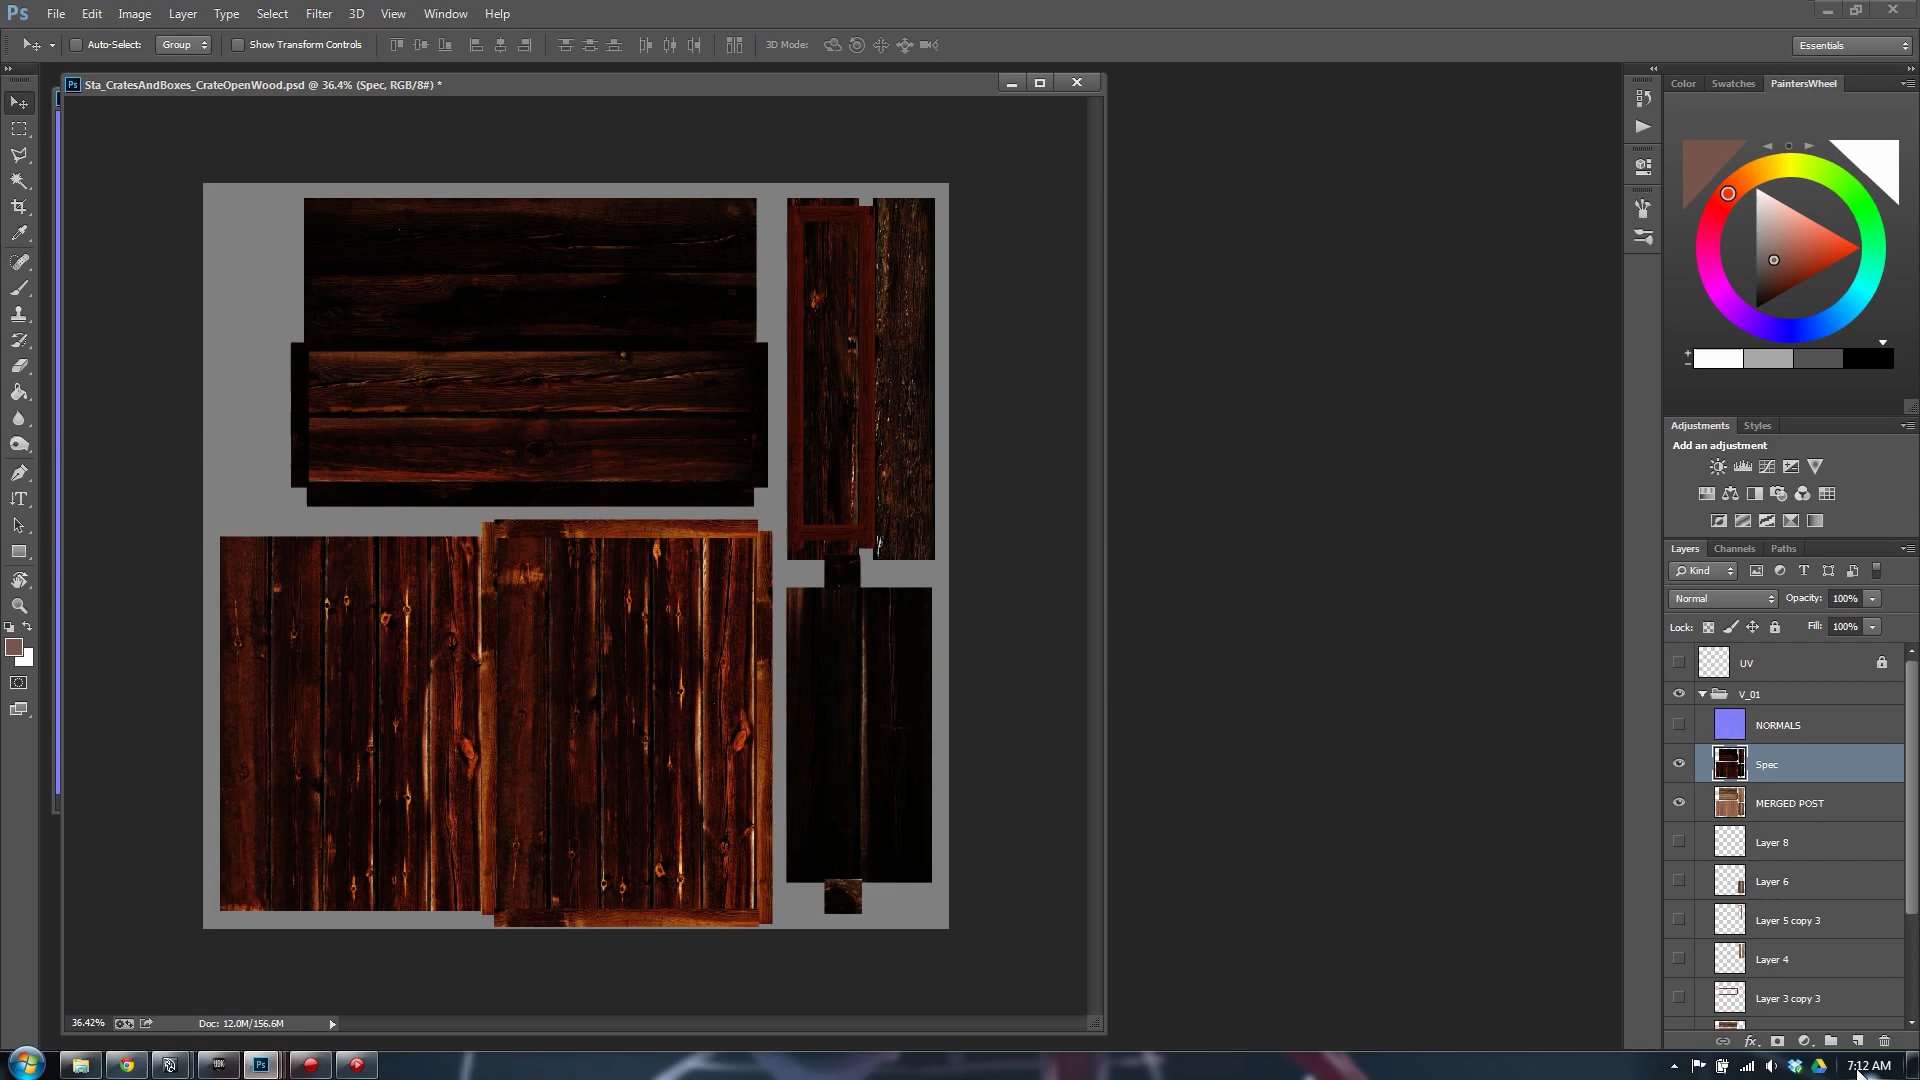 Ps File Edit Image Layer Type Select Filter 3D View Window Help
Auto-Select: Group Show Transform Controls 3D Mode: Essentials
Ps Sta_CratesAndBoxes_CrateOpenWood.psd @ 36.4% (Spec, RGB/8#) *
Color Swatches PaintersWheel
Adjustments Styles
Add an adjustment
Layers Channels Paths
Kind
Normal Opacity: 100%
Lock: Fill: 100%
UV
V_01
NORMALS
Spec
MERGED POST
Layer 8
Layer 6
Layer 5 copy 3
Layer 4
Layer 3 copy 3
36.42% Doc: 12.0M/156.6M
fx
Ps
7:12 AM